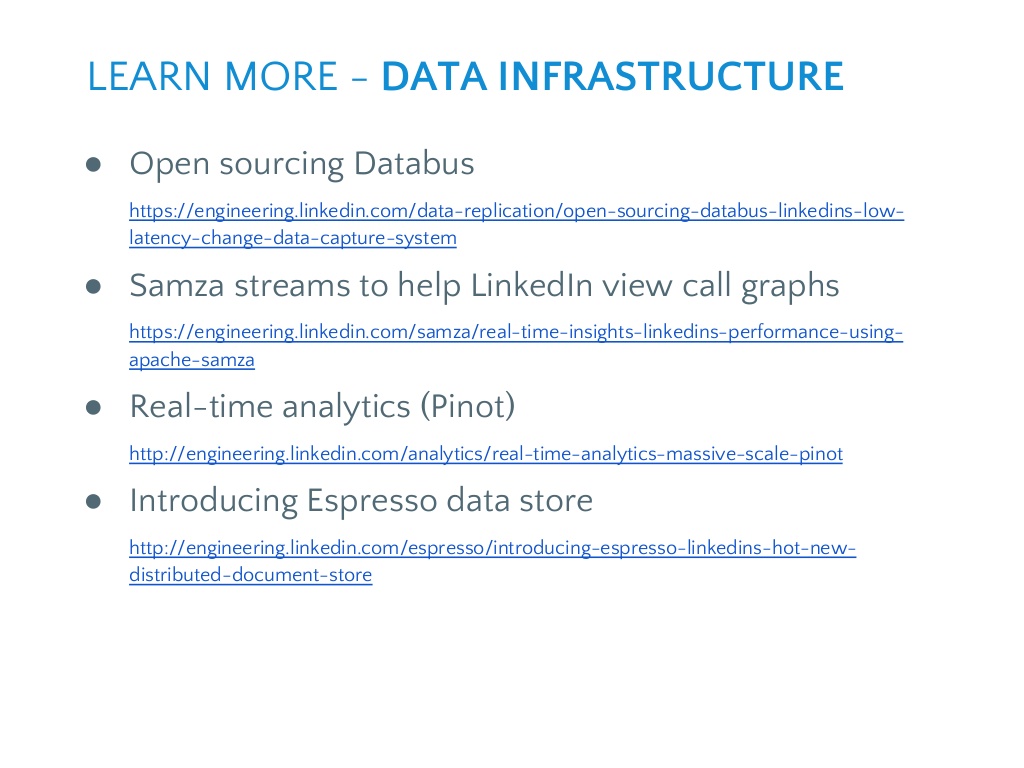 LEARN MORE – DATA INFRASTRUCTURE
● Open sourcing Databus
https://engineering.linkedin.com/data-replication/open-sourcing-databus-linkedins-low-
latency-change-data-capture-system
● Samza streams to help LinkedIn view call graphs
https://engineering.linkedin.com/samza/real-time-insights-linkedins-performance-using-
apache-samza
● Real-time analytics (Pinot)
http://engineering.linkedin.com/analytics/real-time-analytics-massive-scale-pinot
● Introducing Espresso data store
http://engineering.linkedin.com/espresso/introducing-espresso-linkedins-hot-new-
distributed-document-store